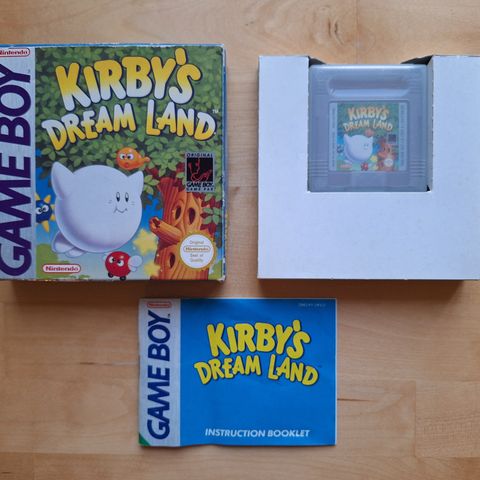 Nintendo
GAME BOY
KIRBY'S
DREAM LAND
TM
ORIGINAL
GAME BOY
GAME PAK
Original
Nintendo
Seal of
Quality
Nintendo
KIRBY'S
DREAM LAND
Nintendo
GAME BOY
KIRBY'S
DREAM LAND
INSTRUCTION BOOKLET